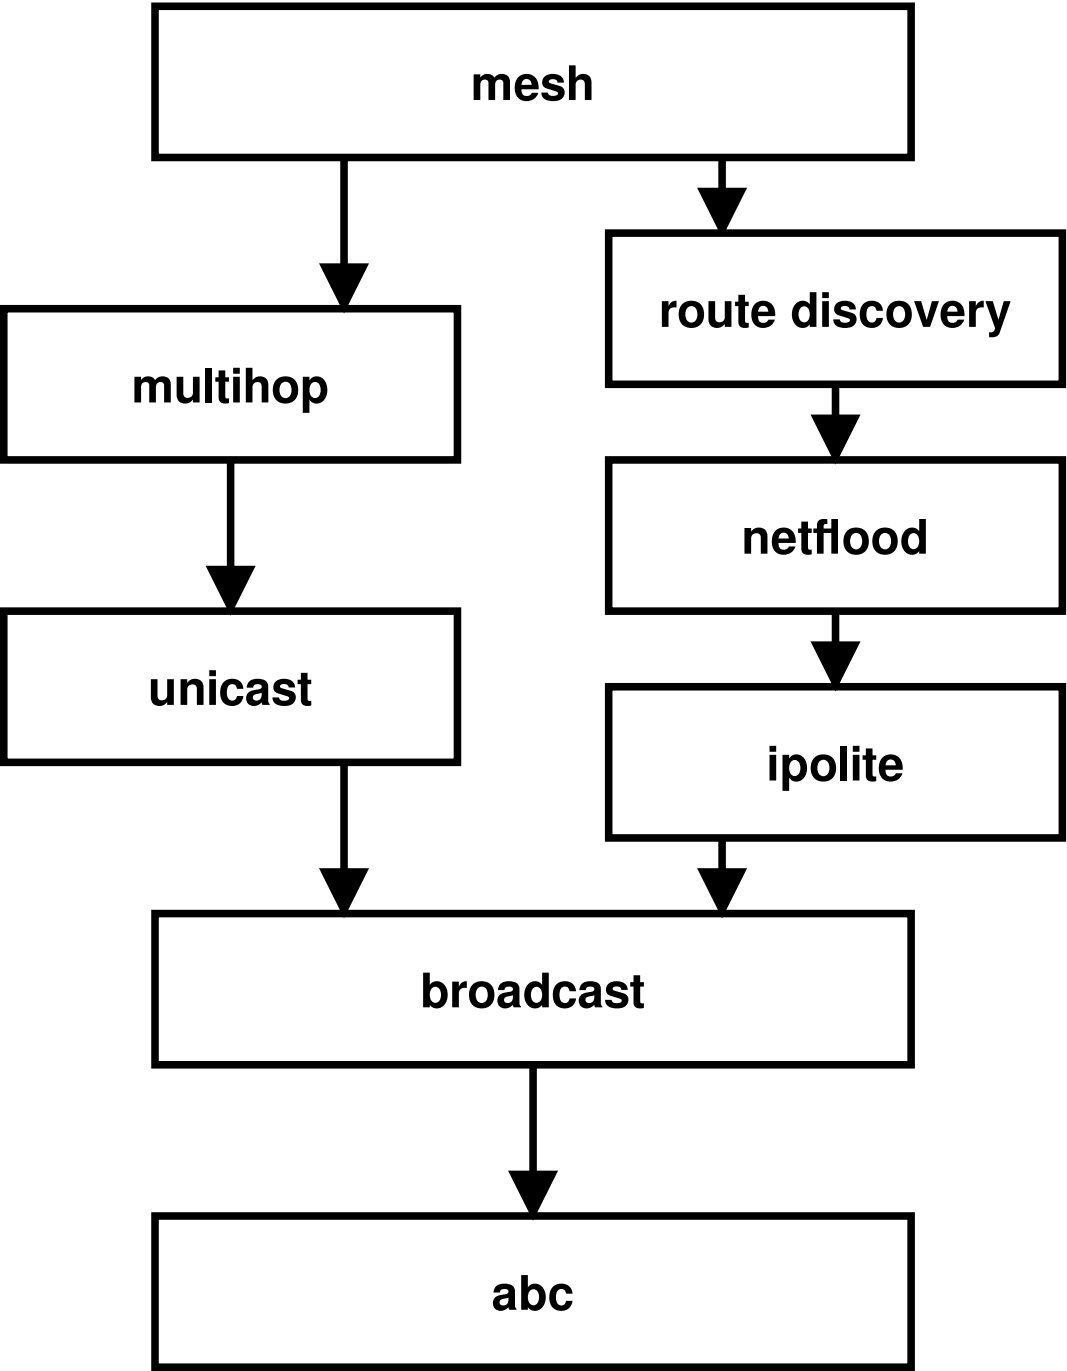 mesh
route discovery
multihop
netflood
unicast
ipolite
broadcast
abc